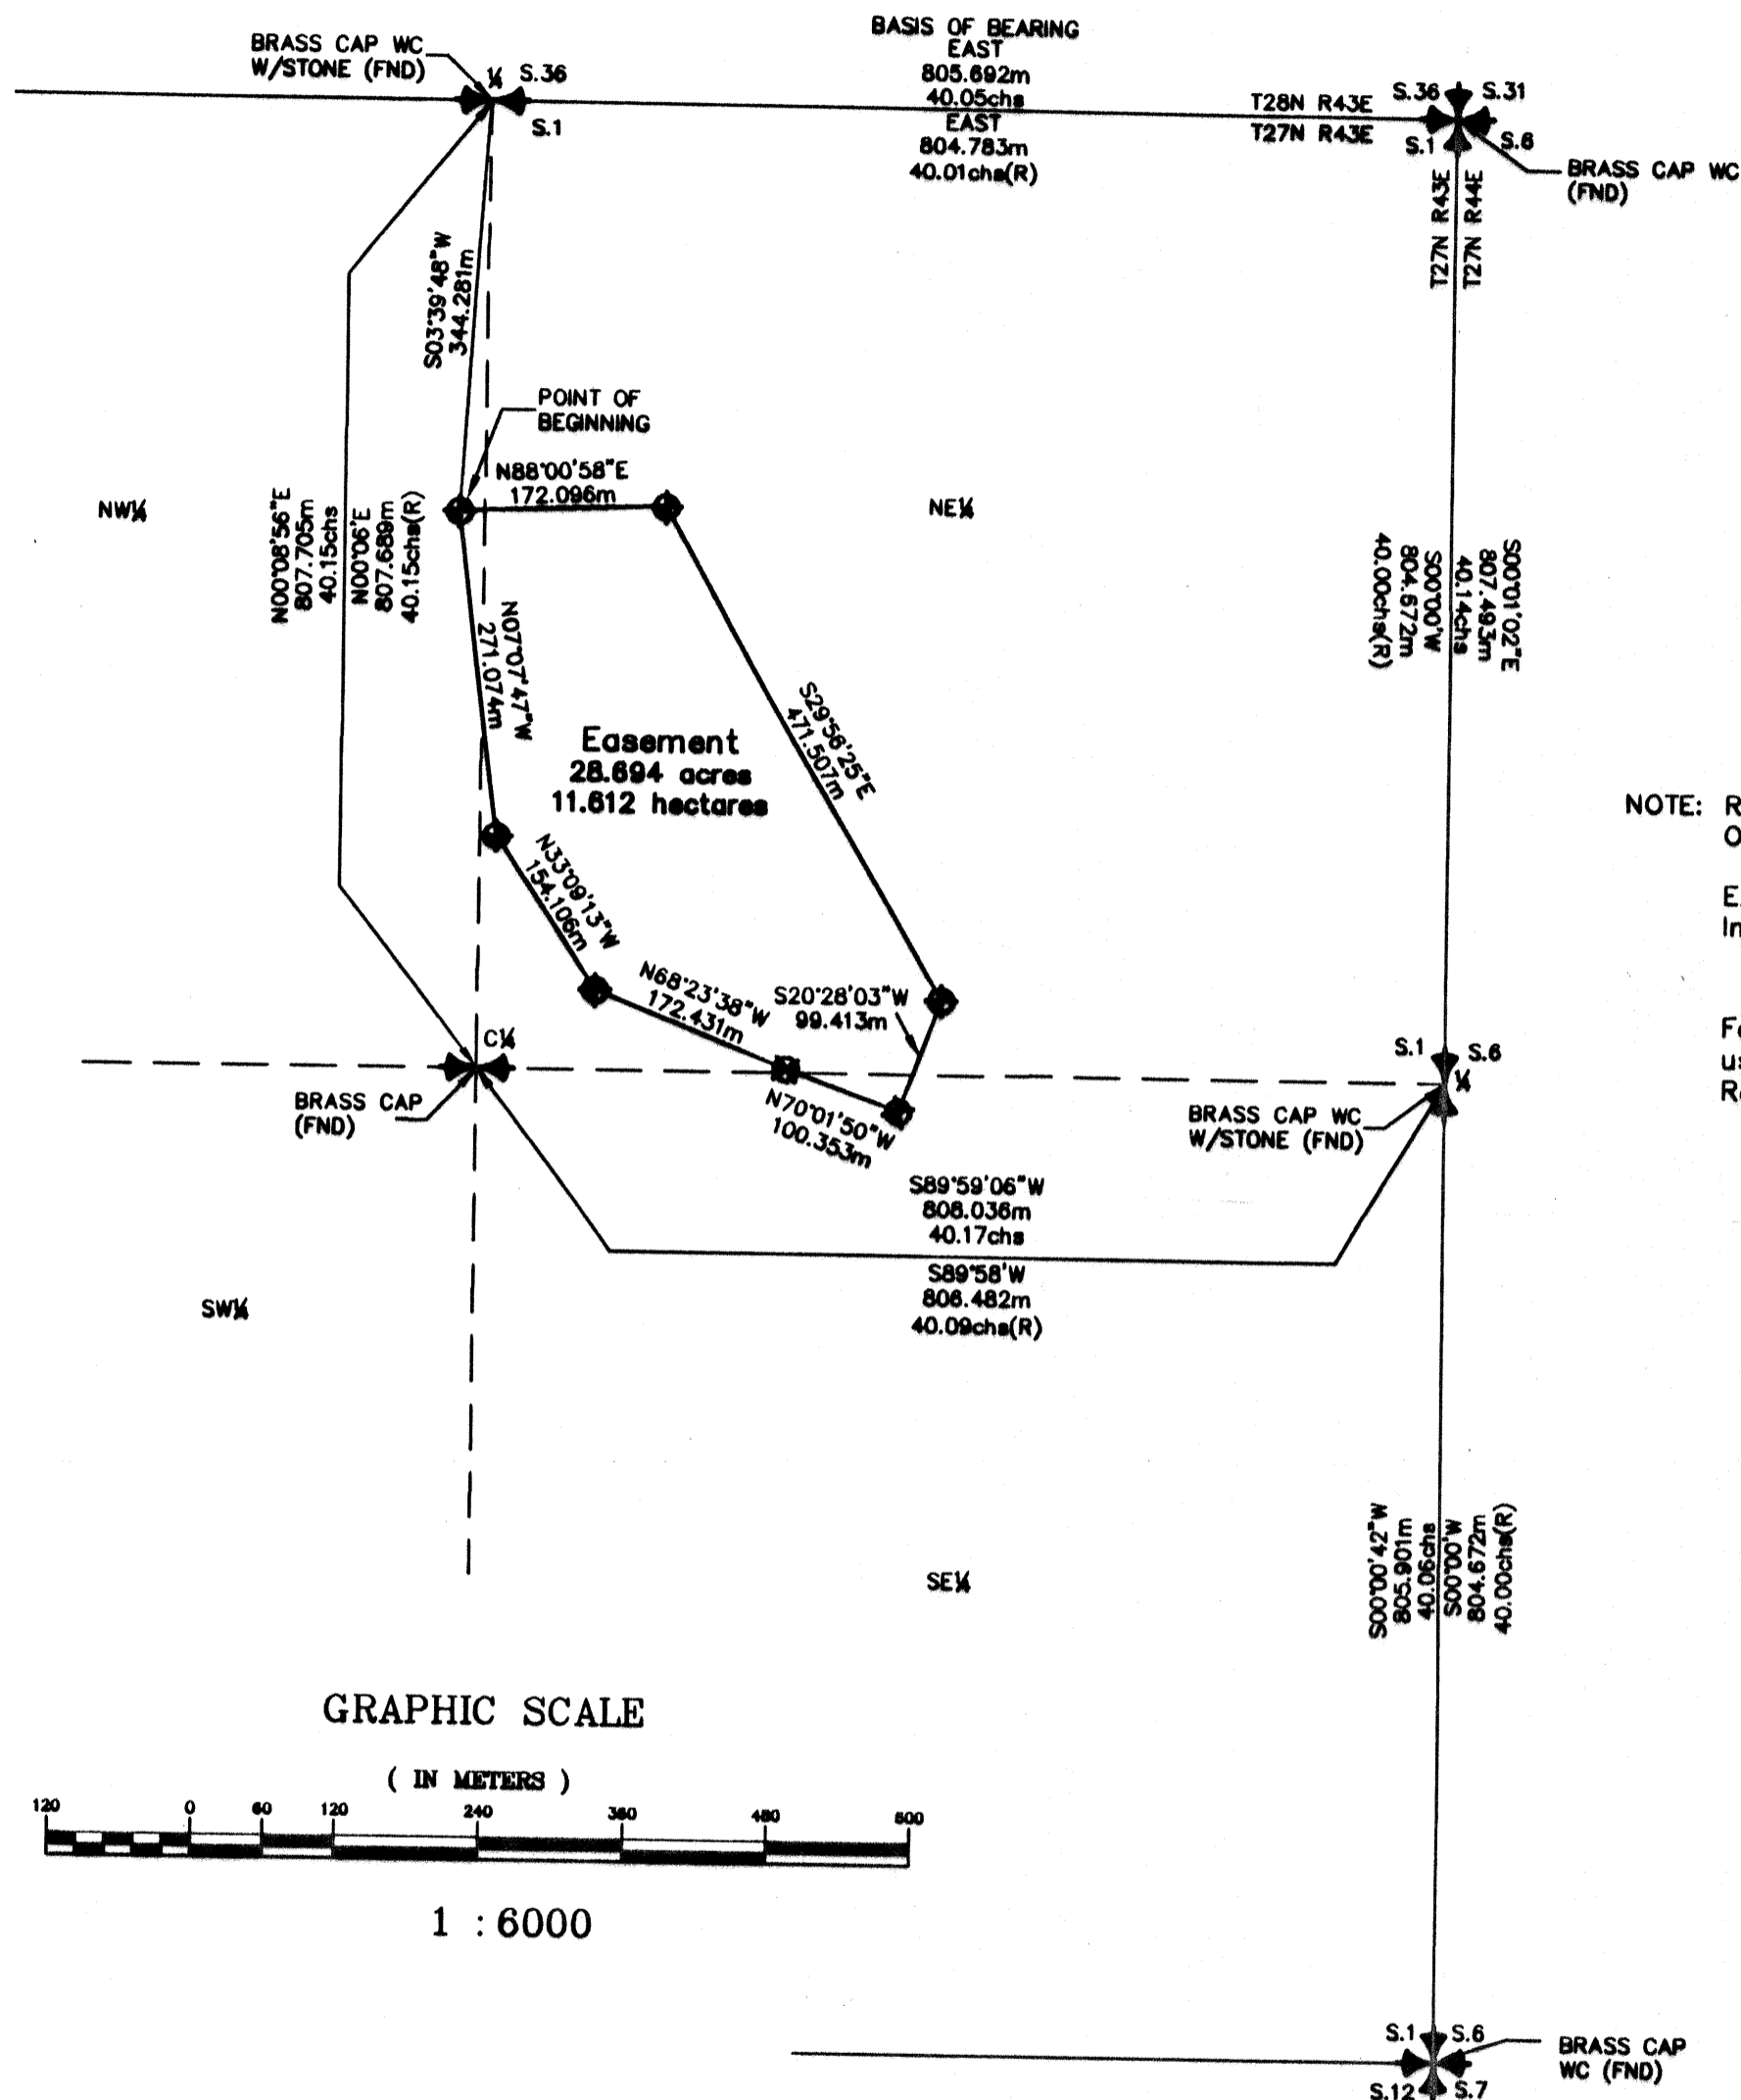 BASIS OF BEARING
EAST
805.692m
40.05chs
EAST
804.783m
40.01chs(R)
BRASS CAP WC
W/STONE (FND)
¼ S.36
S.1
T28N R43E
T27N R43E
S.36 S.31
S.1 S.6
BRASS CAP WC
(FND)
T27N R43E
T27N R44E
S03°39'48"W
344.281m
POINT OF
BEGINNING
N88°00'58"E
172.096m
NW¼
NE¼
N00°08'56"E
807.705m
40.15chs
N00°06'E
807.689m
40.15chs(R)
S00°01'02"E
807.493m
40.14chs
S00°00'W
804.672m
40.00chs(R)
N07°07'47"W
271.074m
S29°56'25"E
471.507m
Easement
28.694 acres
11.612 hectares
NOTE: R
O
E
In
N33°09'13"W
154.106m
N68°23'38"W
172.431m
S20°28'03"W
99.413m
F
us
R
C¼
S.1 S.6
¼
BRASS CAP
(FND)
N70°01'50"W
100.353m
BRASS CAP WC
W/STONE (FND)
S89°59'06"W
808.036m
40.17chs
S89°58'W
806.482m
40.09chs(R)
SW¼
SE¼
S00°00'42"W
805.901m
40.06chs
S00°00'W
804.672m
40.00chs(R)
GRAPHIC SCALE
( IN METERS )
120 0 60 120 240 360 480 600
1 : 6000
S.1 S.6
S.12 S.7
BRASS CAP
WC (FND)